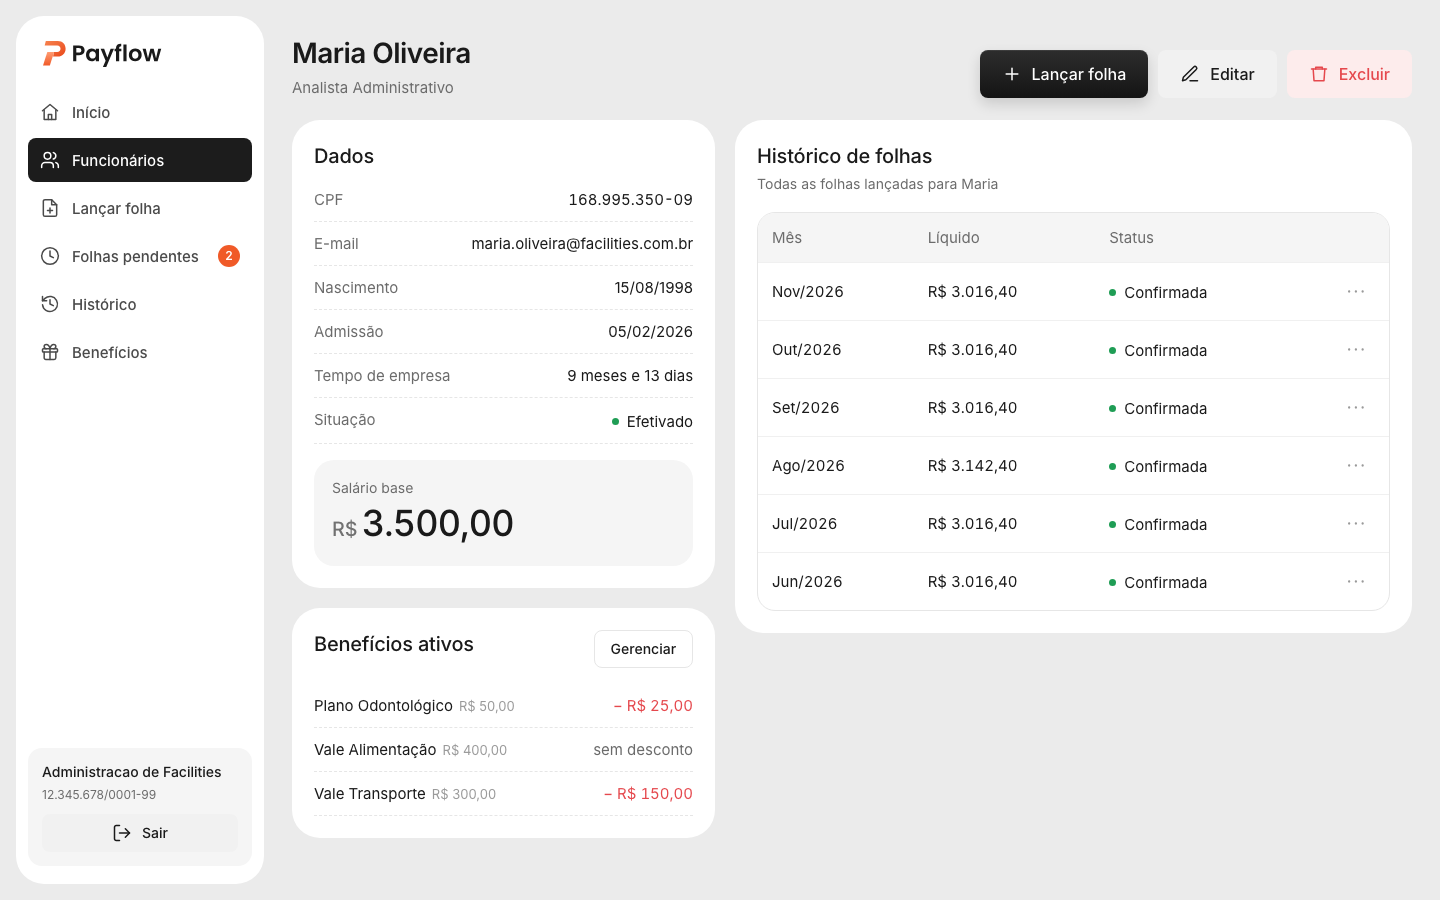 Payflow
Início
Funcionários
Lançar folha
Folhas pendentes 2
Histórico
Benefícios
Administracao de Facilities
12.345.678/0001-99
Sair
Maria Oliveira
Analista Administrativo
Lançar folha
Editar
Excluir
Dados
CPF 168.995.350-09
E-mail maria.oliveira@facilities.com.br
Nascimento 15/08/1998
Admissão 05/02/2026
Tempo de empresa 9 meses e 13 dias
Situação Efetivado
Salário base
R$ 3.500,00
Benefícios ativos
Gerenciar
Plano Odontológico R$ 50,00 − R$ 25,00
Vale Alimentação R$ 400,00 sem desconto
Vale Transporte R$ 300,00 − R$ 150,00
Histórico de folhas
Todas as folhas lançadas para Maria
Mês Líquido Status
Nov/2026 R$ 3.016,40 Confirmada ···
Out/2026 R$ 3.016,40 Confirmada ···
Set/2026 R$ 3.016,40 Confirmada ···
Ago/2026 R$ 3.142,40 Confirmada ···
Jul/2026 R$ 3.016,40 Confirmada ···
Jun/2026 R$ 3.016,40 Confirmada ···